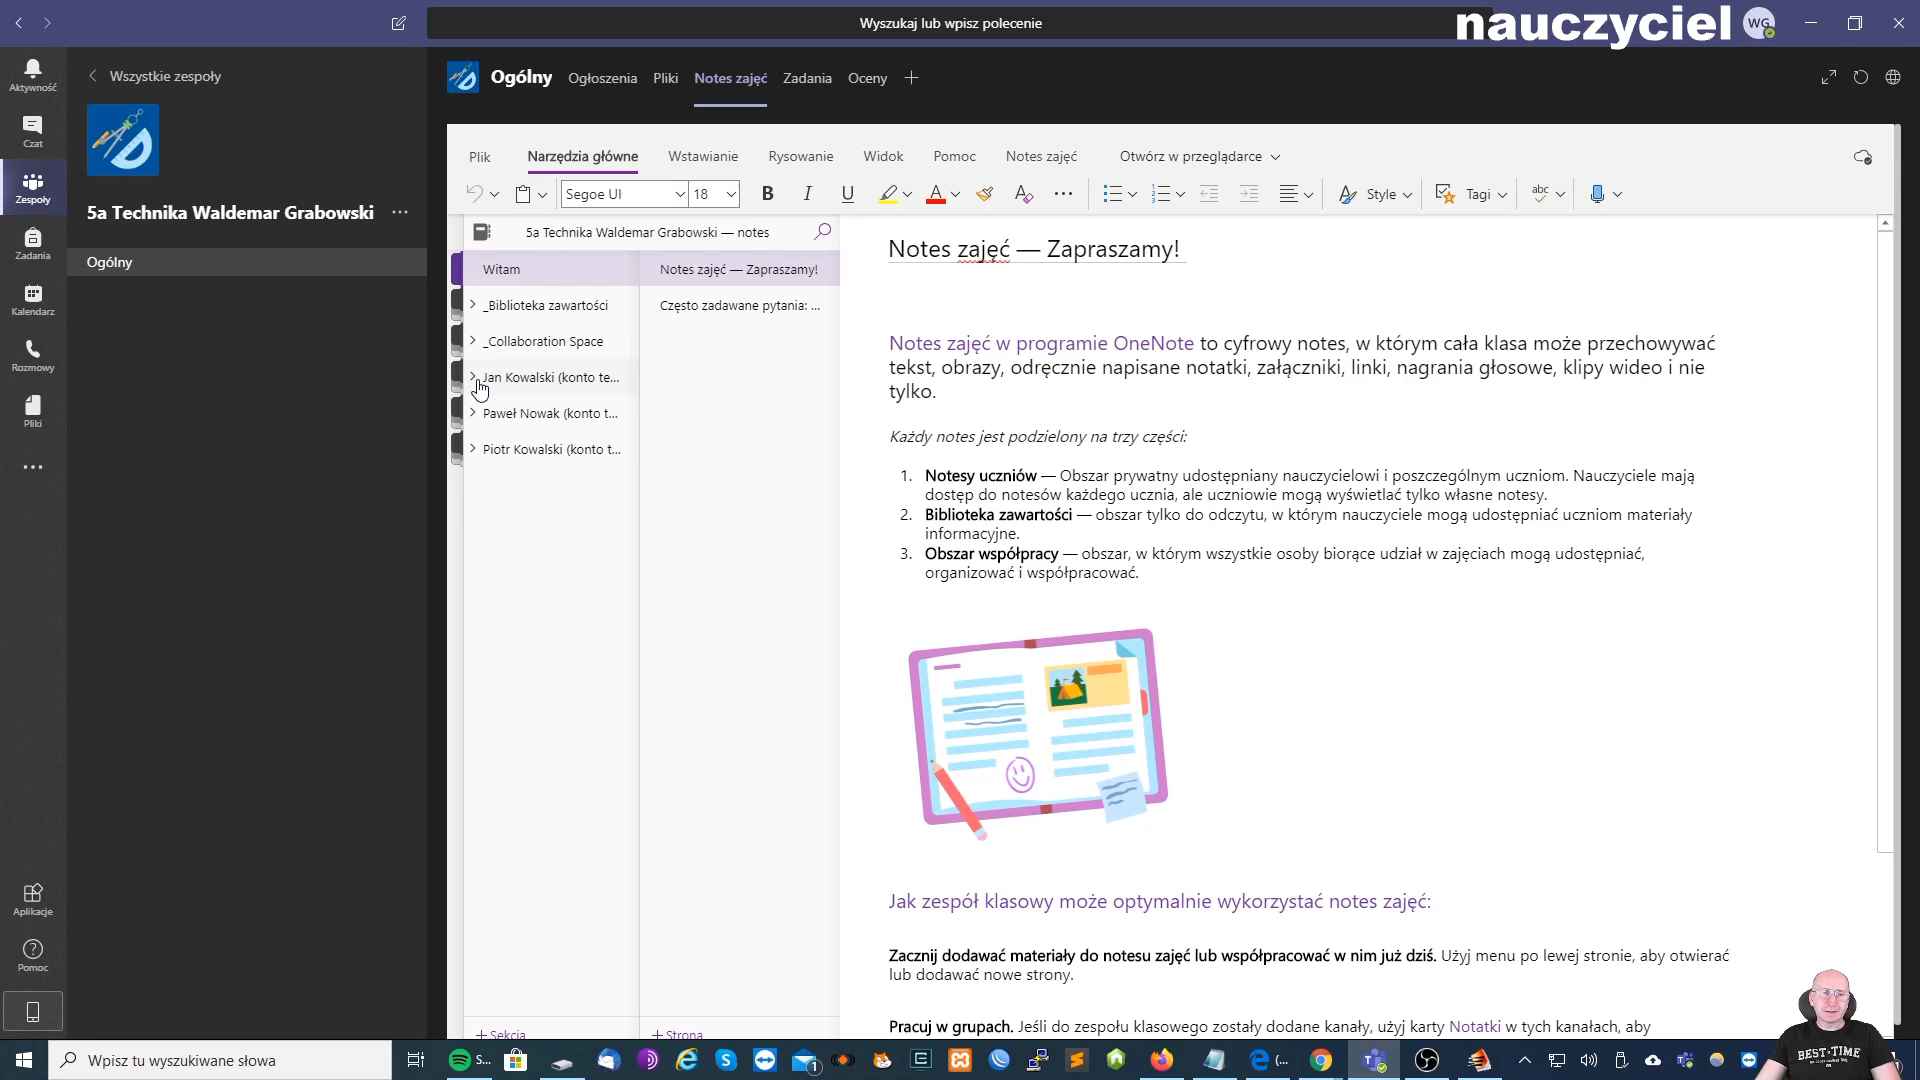 Wyszukaj lub wpisz polecenie
nauczyciel
WG
Aktywność
Czat
Zespoły
Zadania
Kalendarz
Rozmowy
Pliki
Aplikacje
Pomoc
Wszystkie zespoły
5a Technika Waldemar Grabowski
Ogólny
Ogólny Ogłoszenia Pliki Notes zajęć Zadania Oceny
Plik Narzędzia główne Wstawianie Rysowanie Widok Pomoc Notes zajęć Otwórz w przeglądarce
Segoe UI 18 B I U A A Style Tagi abc
5a Technika Waldemar Grabowski — notes
Witam
_Biblioteka zawartości
_Collaboration Space
Jan Kowalski (konto te...
Paweł Nowak (konto t...
Piotr Kowalski (konto t...
Sekcja
Notes zajęć — Zapraszamy!
Często zadawane pytania: ...
Strona
Notes zajęć — Zapraszamy!
Notes zajęć w programie OneNote to cyfrowy notes, w którym cała klasa może przechowywać
tekst, obrazy, odręcznie napisane notatki, załączniki, linki, nagrania głosowe, klipy wideo i nie
tylko.
Każdy notes jest podzielony na trzy części:
1. Notesy uczniów — Obszar prywatny udostępniany nauczycielowi i poszczególnym uczniom. Nauczyciele mają
dostęp do notesów każdego ucznia, ale uczniowie mogą wyświetlać tylko własne notesy.
2. Biblioteka zawartości — obszar tylko do odczytu, w którym nauczyciele mogą udostępniać uczniom materiały
informacyjne.
3. Obszar współpracy — obszar, w którym wszystkie osoby biorące udział w zajęciach mogą udostępniać,
organizować i współpracować.
Jak zespół klasowy może optymalnie wykorzystać notes zajęć:
Zacznij dodawać materiały do notesu zajęć lub współpracować w nim już dziś. Użyj menu po lewej stronie, aby otwierać
lub dodawać nowe strony.
Pracuj w grupach. Jeśli do zespołu klasowego zostały dodane kanały, użyj karty Notatki w tych kanałach, aby
BEST·TIME
Wpisz tu wyszukiwane słowa
S...
1
(...